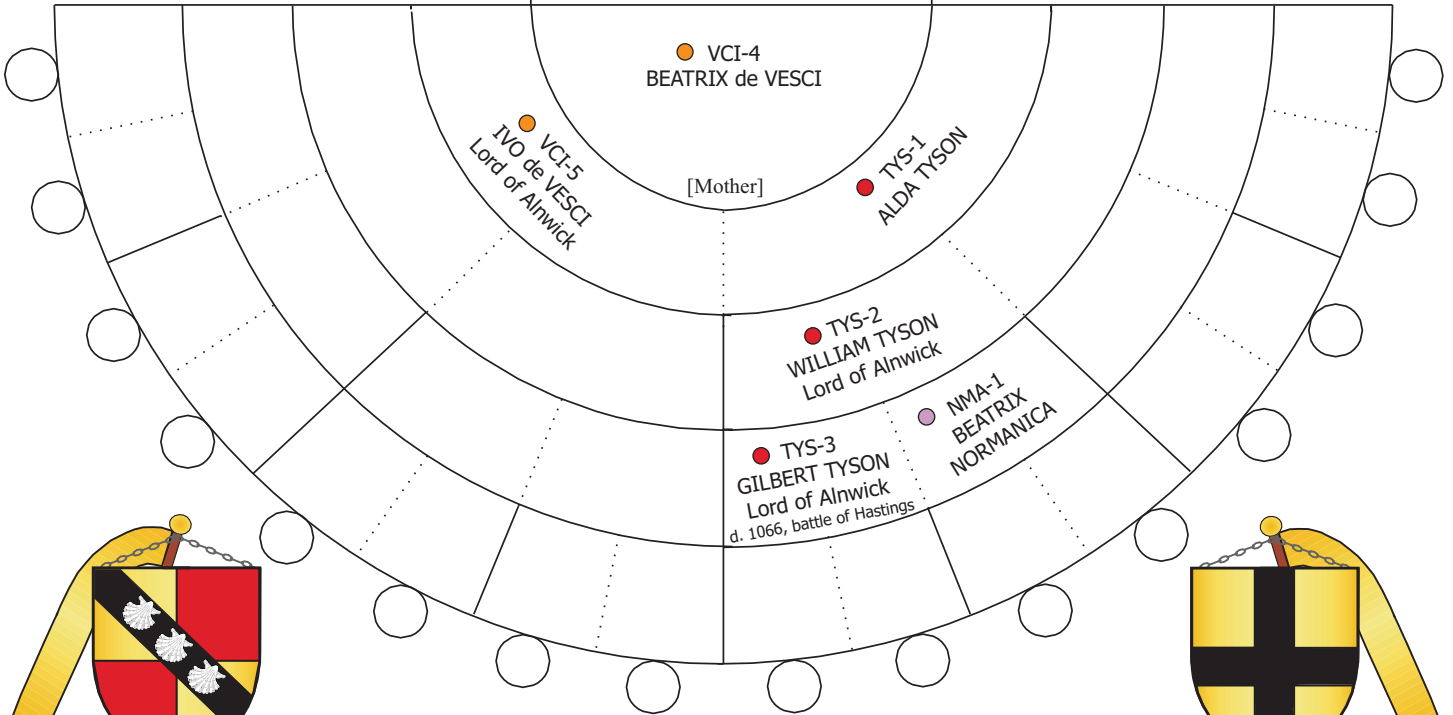 VCI-4
BEATRIX de VESCI
[Mother]
VCI-5
IVO de VESCI
Lord of Alnwick
TYS-1
ALDA TYSON
TYS-2
WILLIAM TYSON
Lord of Alnwick
NMA-1
BEATRIX
NORMANICA
TYS-3
GILBERT TYSON
Lord of Alnwick
d. 1066, battle of Hastings